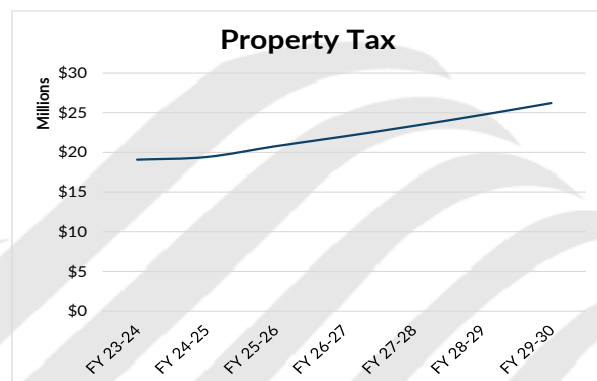 Property Tax
Millions
$30
$25
$20
$15
$10
$5
$0
FY 23-24
FY 24-25
FY 25-26
FY 26-27
FY 27-28
FY 28-29
FY 29-30